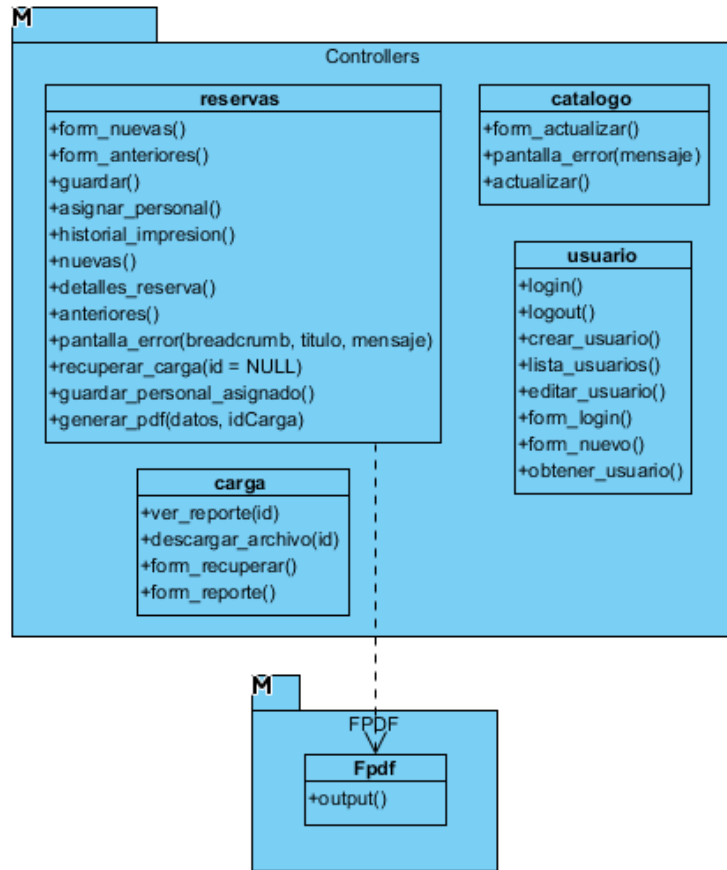 M
Controllers
reservas
+form_nuevas()
+form_anteriores()
+guardar()
+asignar_personal()
+historial_impresion()
+nuevas()
+detalles_reserva()
+anteriores()
+pantalla_error(breadcrumb, titulo, mensaje)
+recuperar_carga(id = NULL)
+guardar_personal_asignado()
+generar_pdf(datos, idCarga)
catalogo
+form_actualizar()
+pantalla_error(mensaje)
+actualizar()
usuario
+login()
+logout()
+crear_usuario()
+lista_usuarios()
+editar_usuario()
+form_login()
+form_nuevo()
+obtener_usuario()
carga
+ver_reporte(id)
+descargar_archivo(id)
+form_recuperar()
+form_reporte()
M
FPDF
Fpdf
+output()